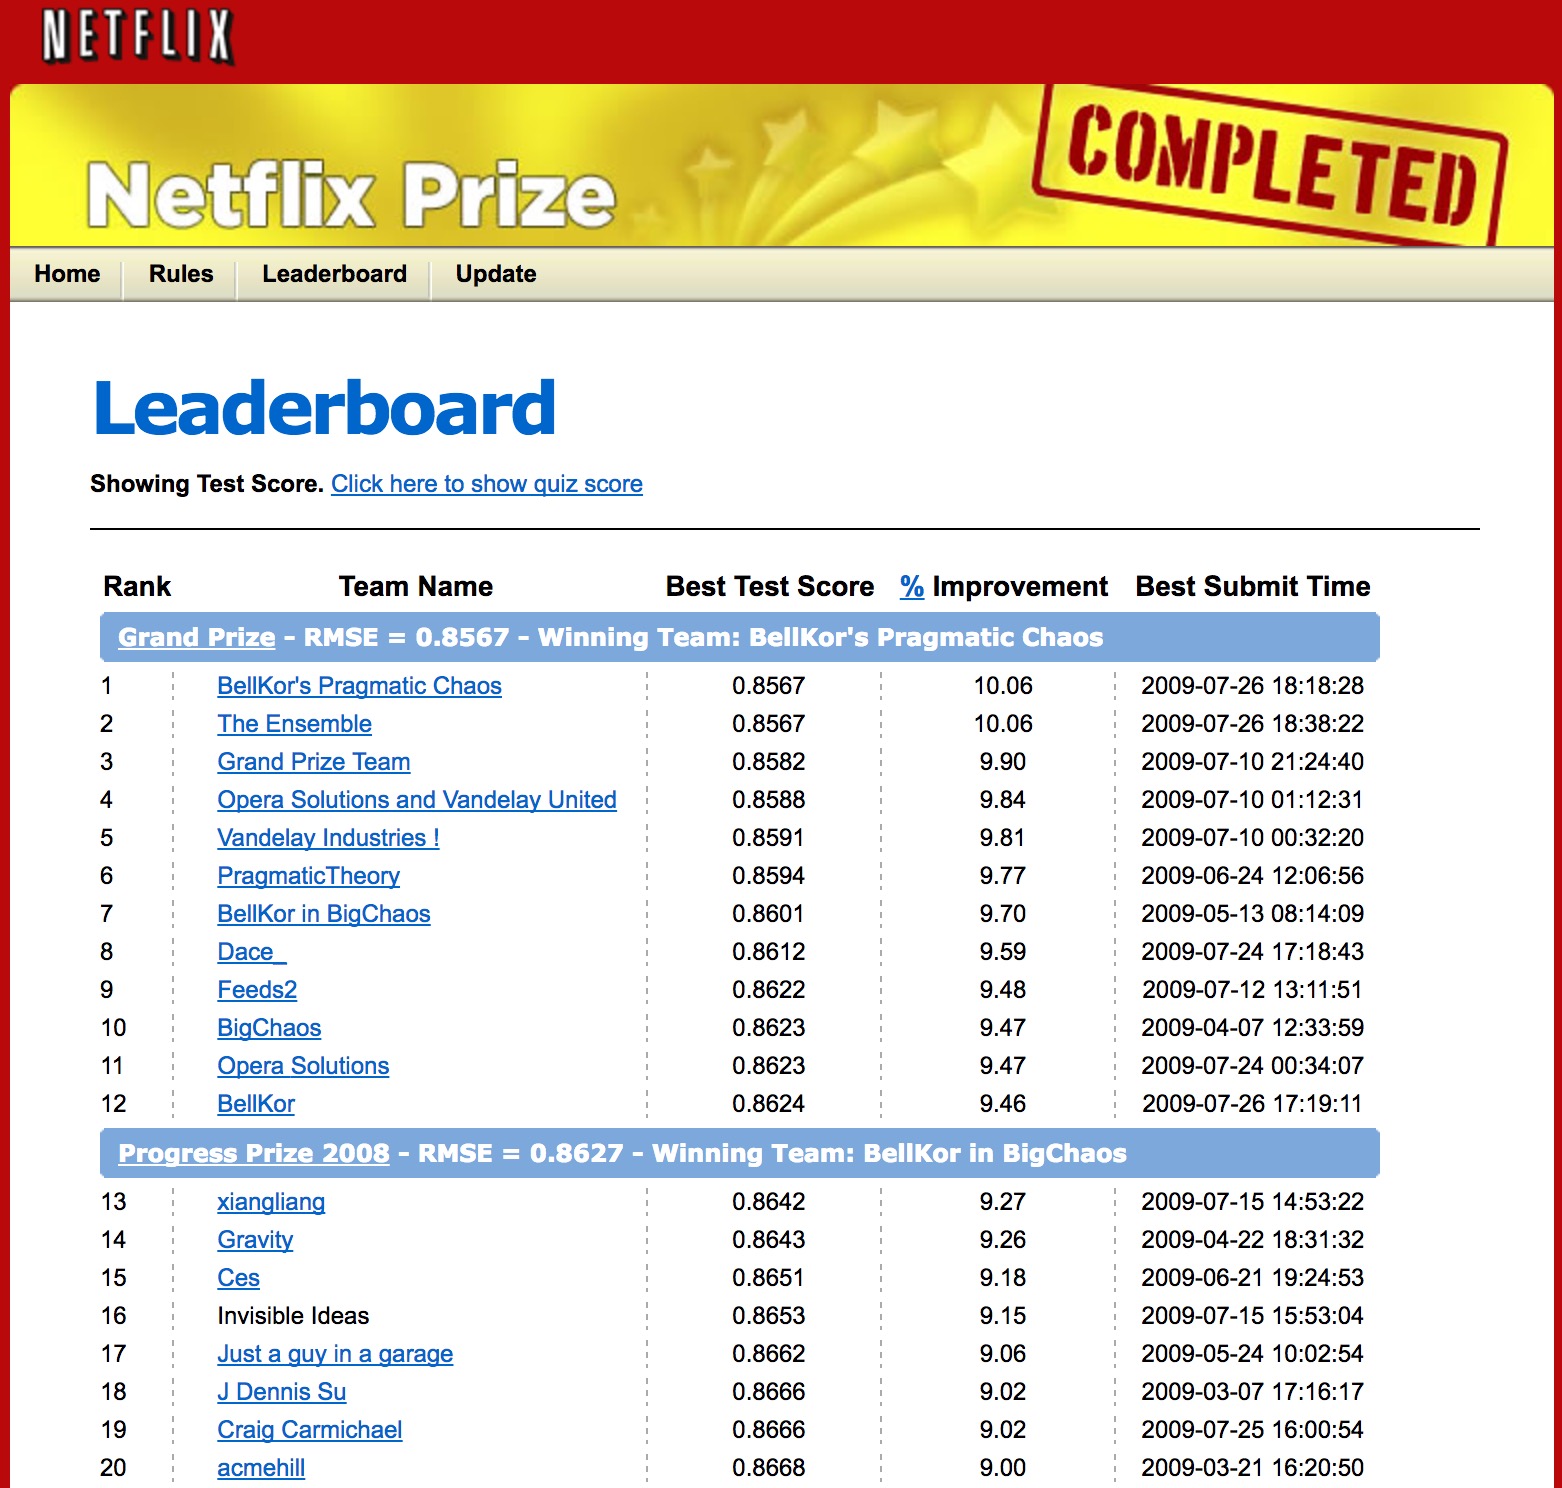 NETFLIX
Netflix Prize
COMPLETED
Home Rules Leaderboard Update
Leaderboard
Showing Test Score. Click here to show quiz score
Rank Team Name Best Test Score % Improvement Best Submit Time
Grand Prize - RMSE = 0.8567 - Winning Team: BellKor's Pragmatic Chaos
1 BellKor's Pragmatic Chaos 0.8567 10.06 2009-07-26 18:18:28
2 The Ensemble 0.8567 10.06 2009-07-26 18:38:22
3 Grand Prize Team 0.8582 9.90 2009-07-10 21:24:40
4 Opera Solutions and Vandelay United 0.8588 9.84 2009-07-10 01:12:31
5 Vandelay Industries ! 0.8591 9.81 2009-07-10 00:32:20
6 PragmaticTheory 0.8594 9.77 2009-06-24 12:06:56
7 BellKor in BigChaos 0.8601 9.70 2009-05-13 08:14:09
8 Dace_ 0.8612 9.59 2009-07-24 17:18:43
9 Feeds2 0.8622 9.48 2009-07-12 13:11:51
10 BigChaos 0.8623 9.47 2009-04-07 12:33:59
11 Opera Solutions 0.8623 9.47 2009-07-24 00:34:07
12 BellKor 0.8624 9.46 2009-07-26 17:19:11
Progress Prize 2008 - RMSE = 0.8627 - Winning Team: BellKor in BigChaos
13 xiangliang 0.8642 9.27 2009-07-15 14:53:22
14 Gravity 0.8643 9.26 2009-04-22 18:31:32
15 Ces 0.8651 9.18 2009-06-21 19:24:53
16 Invisible Ideas 0.8653 9.15 2009-07-15 15:53:04
17 Just a guy in a garage 0.8662 9.06 2009-05-24 10:02:54
18 J Dennis Su 0.8666 9.02 2009-03-07 17:16:17
19 Craig Carmichael 0.8666 9.02 2009-07-25 16:00:54
20 acmehill 0.8668 9.00 2009-03-21 16:20:50